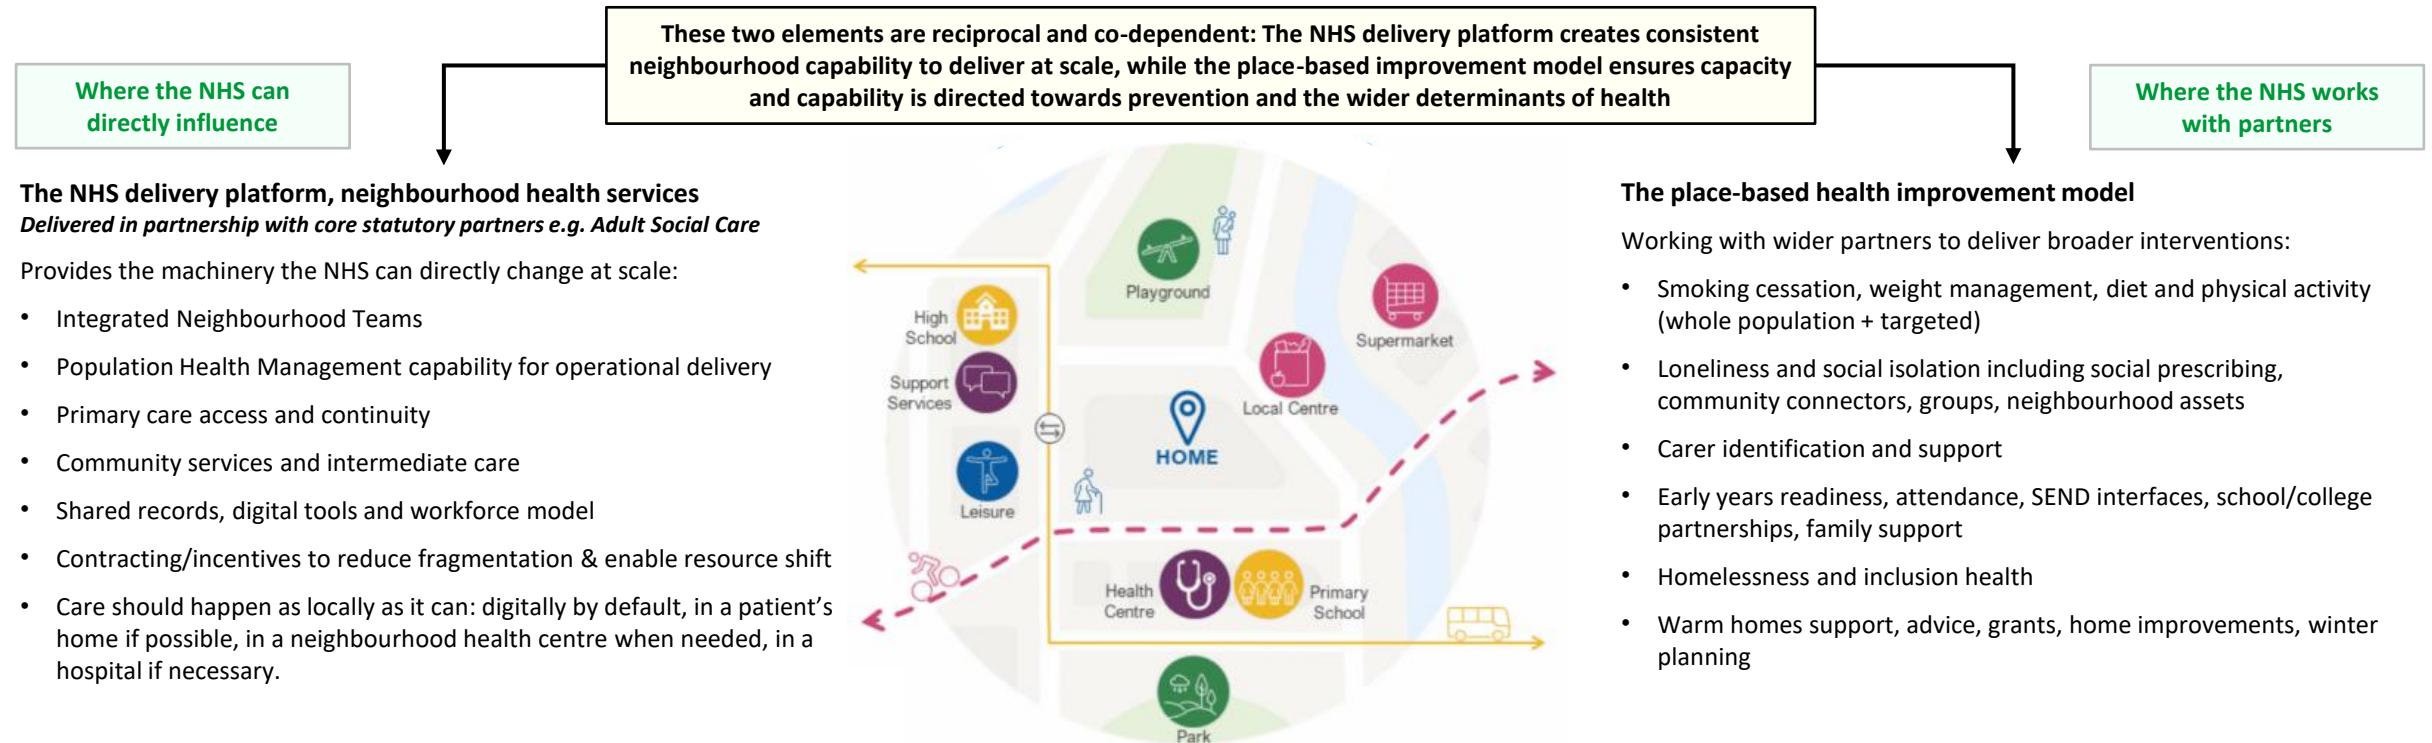 These two elements are reciprocal and co-dependent: The NHS delivery platform creates consistent
neighbourhood capability to deliver at scale, while the place-based improvement model ensures capacity
and capability is directed towards prevention and the wider determinants of health
Where the NHS can
directly influence
Where the NHS works
with partners
The NHS delivery platform, neighbourhood health services
Delivered in partnership with core statutory partners e.g. Adult Social Care
Provides the machinery the NHS can directly change at scale:
• Integrated Neighbourhood Teams
• Population Health Management capability for operational delivery
• Primary care access and continuity
• Community services and intermediate care
• Shared records, digital tools and workforce model
• Contracting/incentives to reduce fragmentation & enable resource shift
• Care should happen as locally as it can: digitally by default, in a patient’s
home if possible, in a neighbourhood health centre when needed, in a
hospital if necessary.
Playground
High
School
Support
Services
Leisure
Supermarket
Local Centre
HOME
Health
Centre
Primary
School
Park
The place-based health improvement model
Working with wider partners to deliver broader interventions:
• Smoking cessation, weight management, diet and physical activity
(whole population + targeted)
• Loneliness and social isolation including social prescribing,
community connectors, groups, neighbourhood assets
• Carer identification and support
• Early years readiness, attendance, SEND interfaces, school/college
partnerships, family support
• Homelessness and inclusion health
• Warm homes support, advice, grants, home improvements, winter
planning